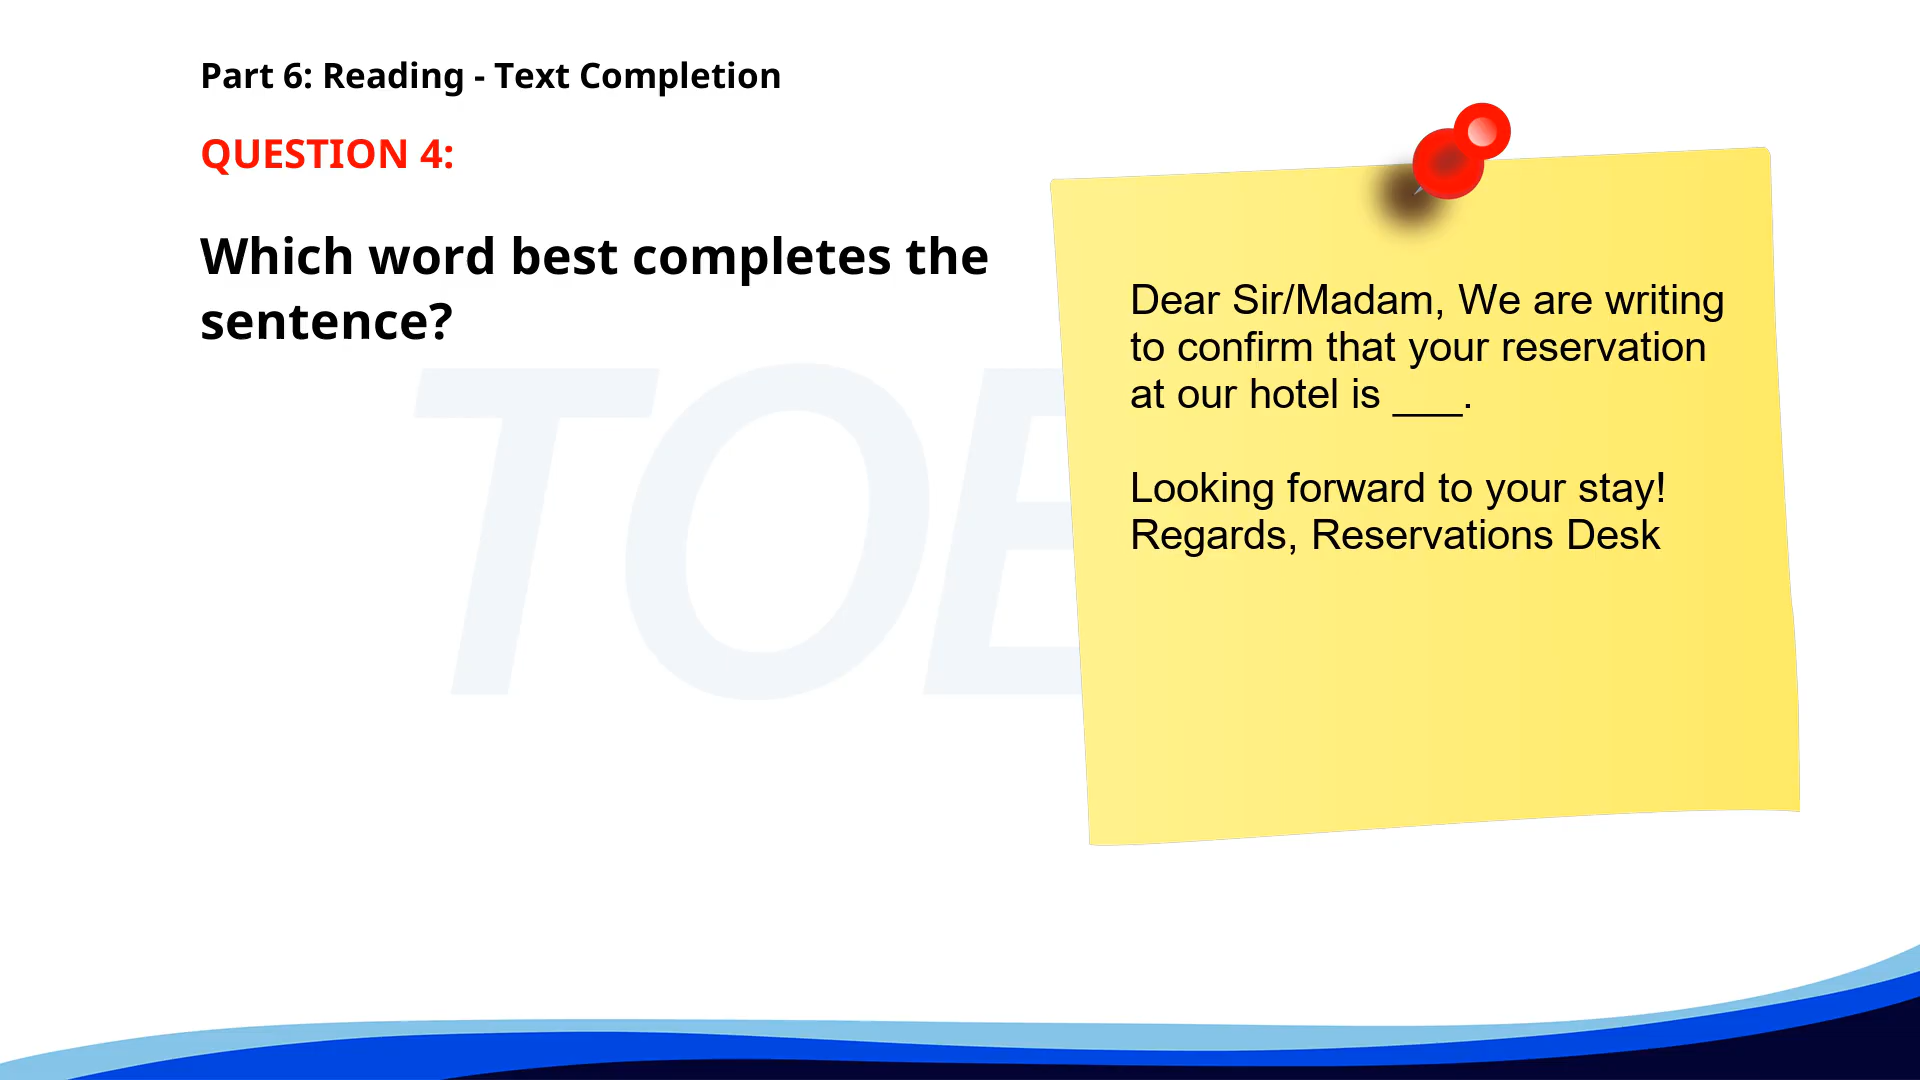 Part 6: Reading - Text Completion
QUESTION 4:
Which word best completes the
sentence?
Dear Sir/Madam, We are writing
to confirm that your reservation
at our hotel is ___.
Looking forward to your stay!
Regards, Reservations Desk
TOE